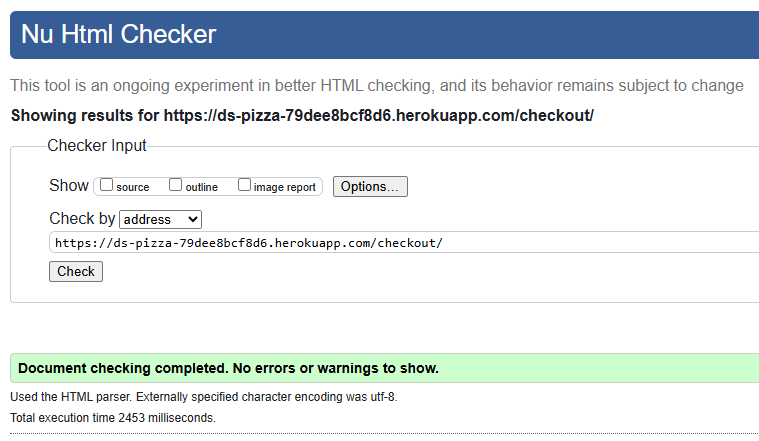 Nu Html Checker
This tool is an ongoing experiment in better HTML checking, and its behavior remains subject to change
Showing results for https://ds-pizza-79dee8bcf8d6.herokuapp.com/checkout/
Checker Input
Show source outline image report Options...
Check by address
https://ds-pizza-79dee8bcf8d6.herokuapp.com/checkout/
Check
Document checking completed. No errors or warnings to show.
Used the HTML parser. Externally specified character encoding was utf-8.
Total execution time 2453 milliseconds.